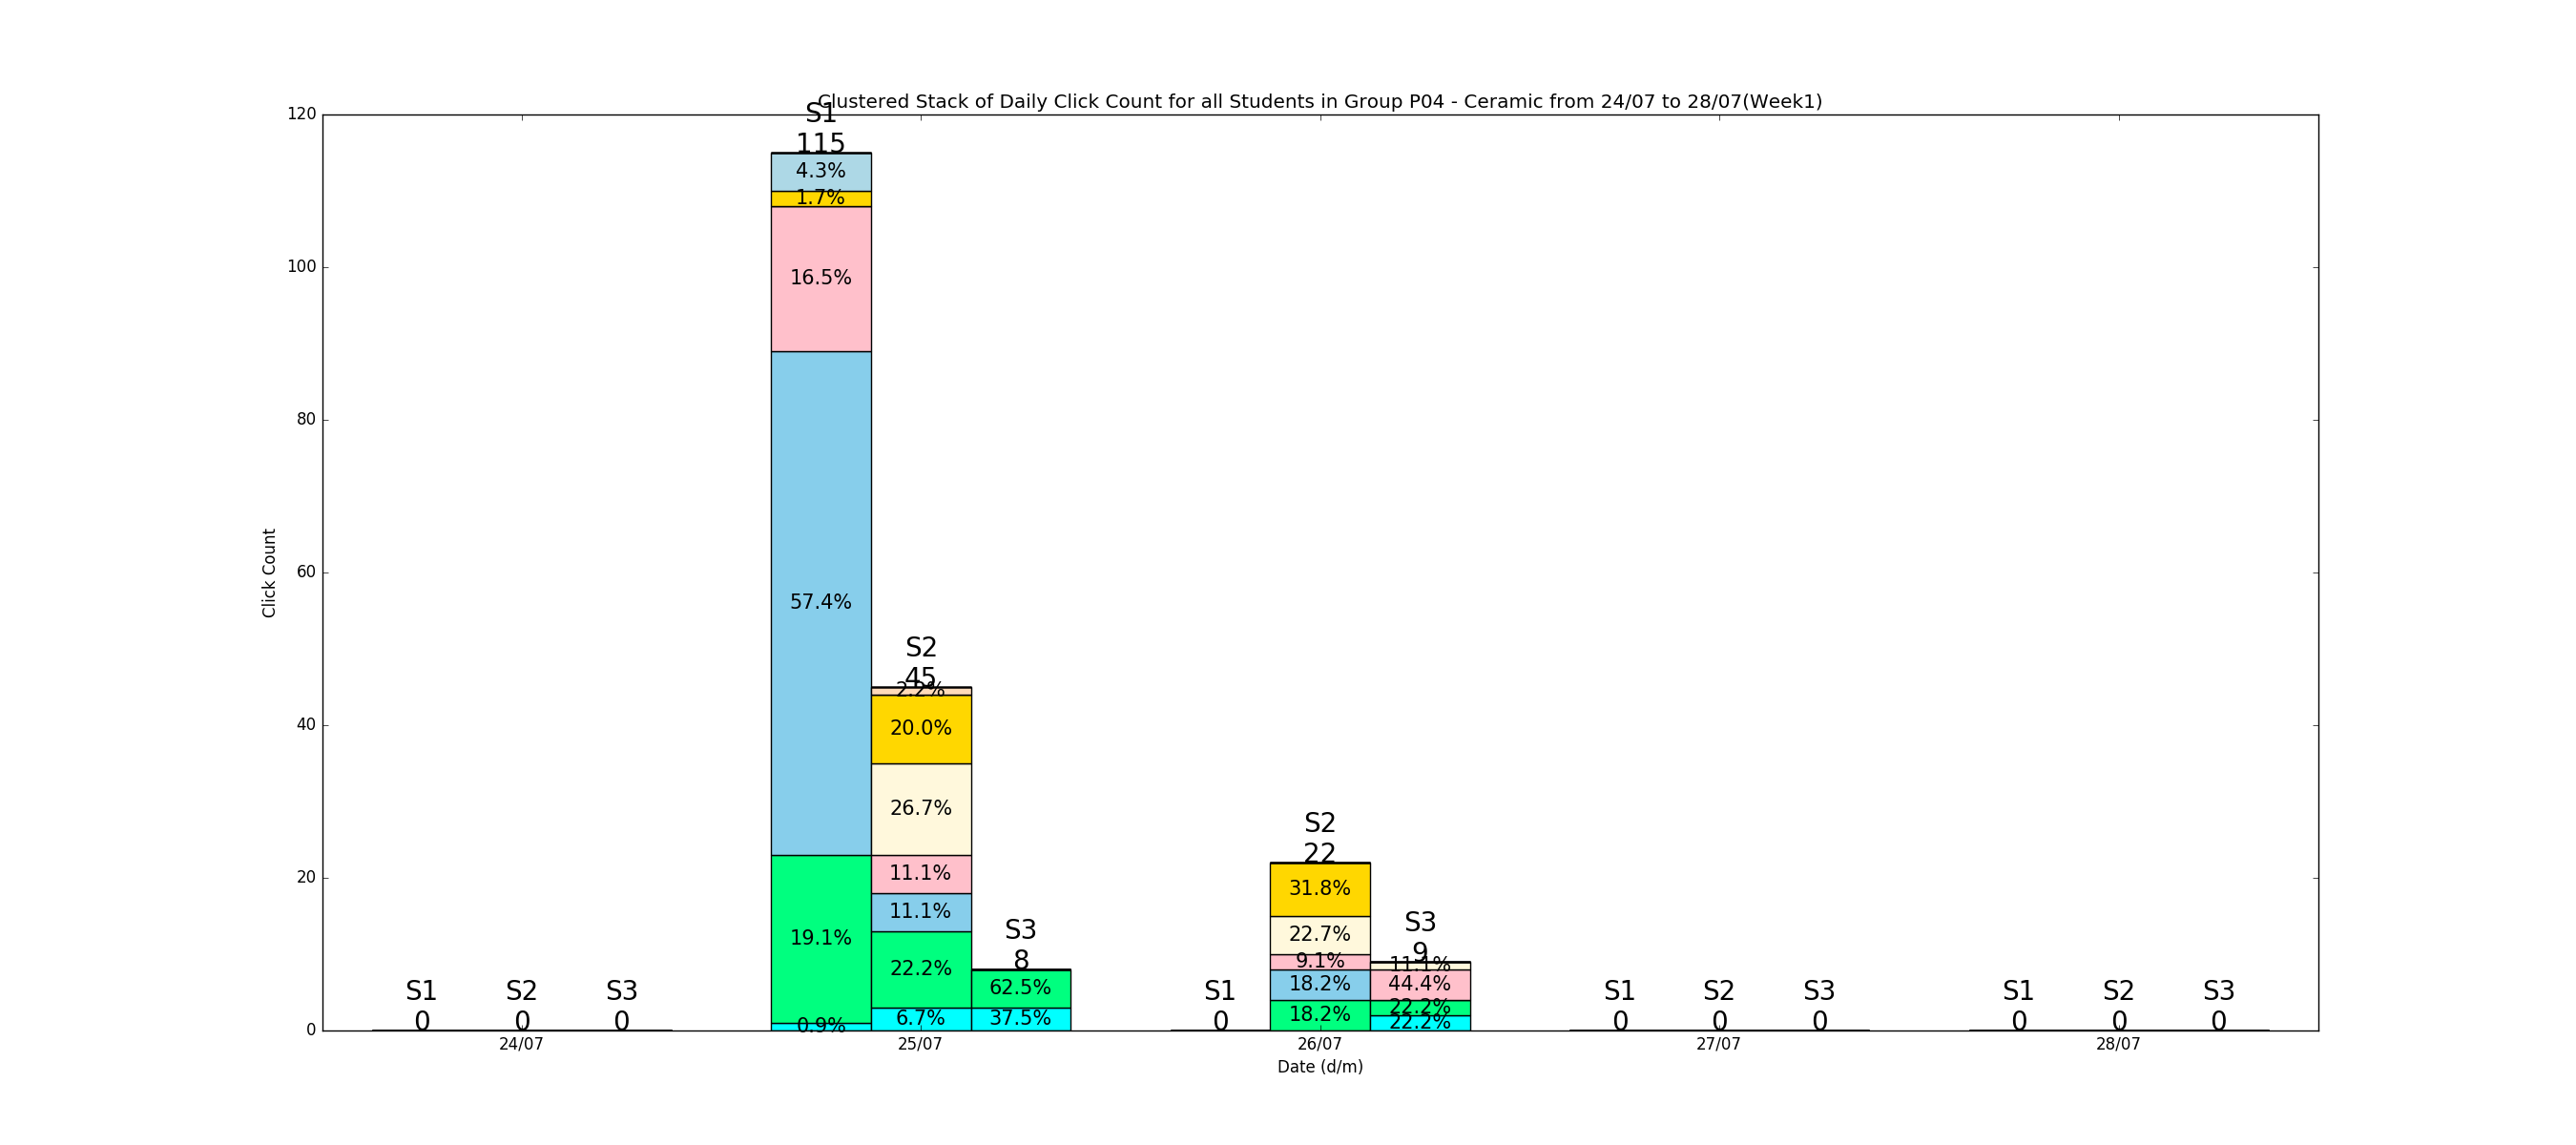 Clustered Stack of Daily Click Count for all Students in Group P04 - Ceramic from 24/07 to 28/07(Week1)
120
100
80
60
40
20
0
Click Count
S1
0
S2
0
S3
0
S1
115
4.3%
1.7%
16.5%
57.4%
19.1%
0.9%
S2
45
2.2%
20.0%
26.7%
11.1%
11.1%
22.2%
6.7%
S3
8
62.5%
37.5%
S1
0
S2
22
31.8%
22.7%
9.1%
18.2%
18.2%
S3
9
11.1%
44.4%
22.2%
22.2%
S1
0
S2
0
S3
0
S1
0
S2
0
S3
0
24/07
25/07
26/07
27/07
28/07
Date (d/m)